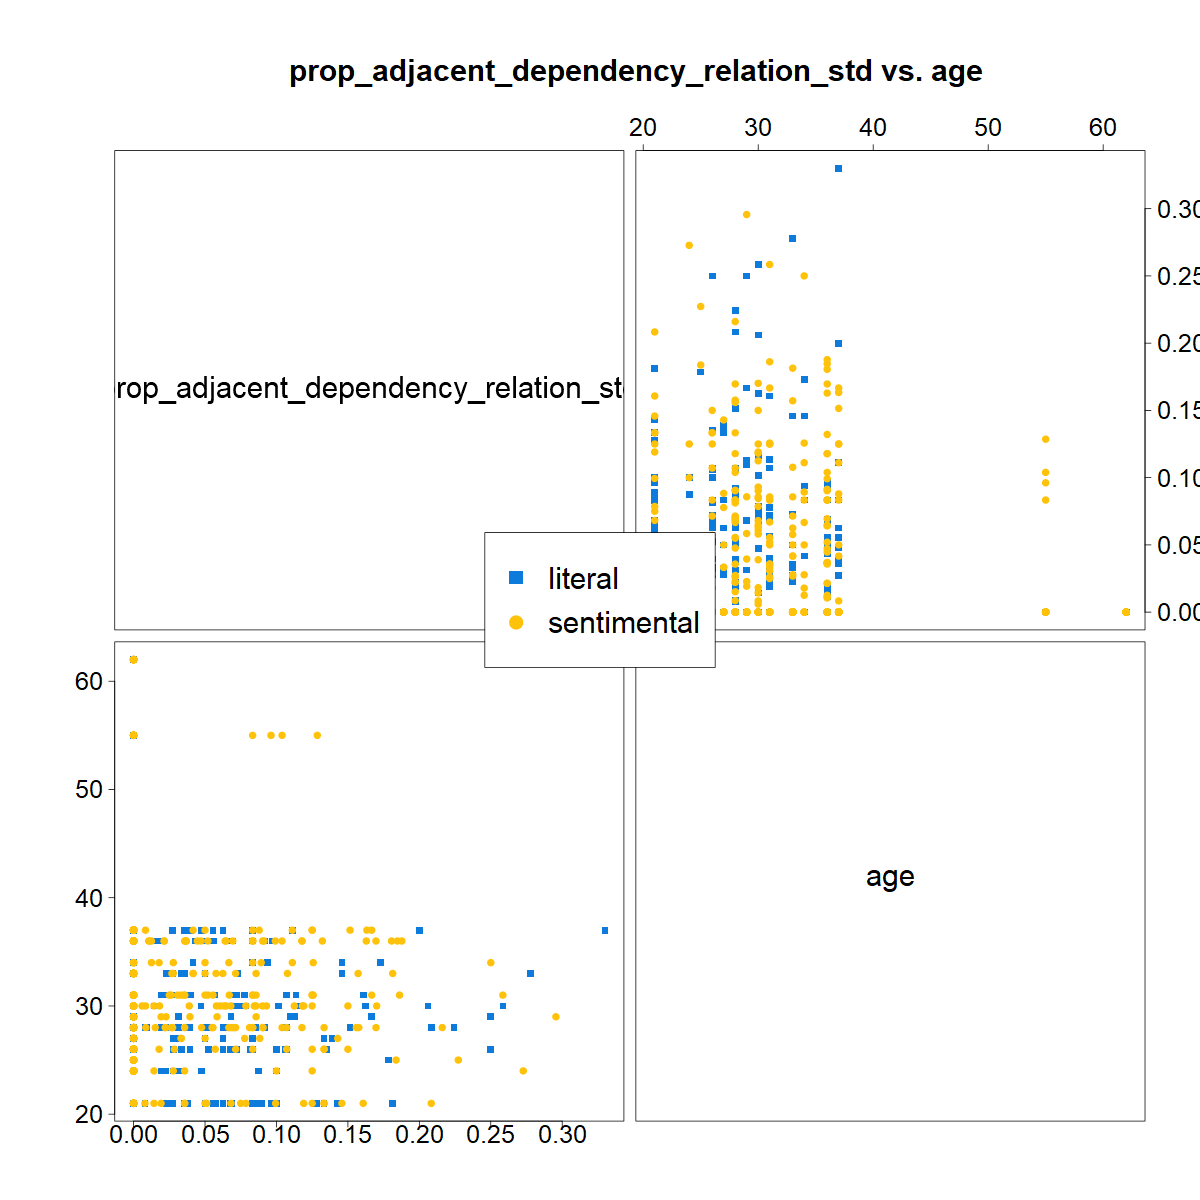 prop_adjacent_dependency_relation_std vs. age
20 30 40 50 60
0.30
0.25
0.20
0.15
0.10
0.05
0.00
rop_adjacent_dependency_relation_st
literal
sentimental
60
50
40
30
20
age
0.00 0.05 0.10 0.15 0.20 0.25 0.30